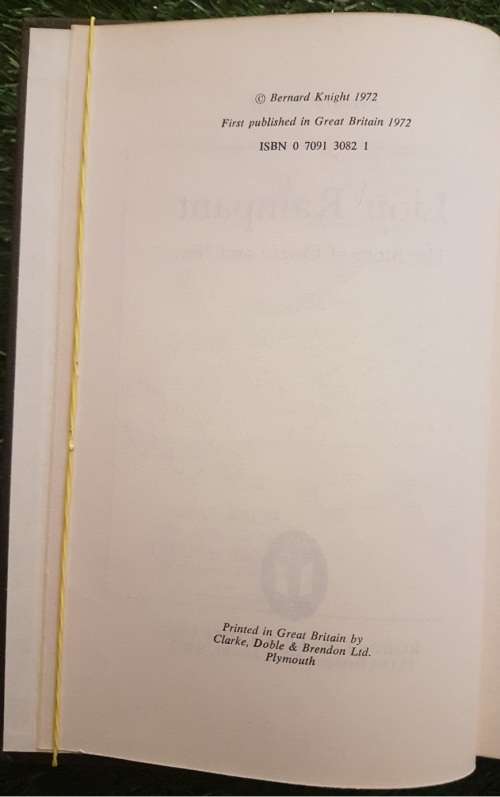 © Bernard Knight 1972
First published in Great Britain 1972
ISBN 0 7091 3082 1
Printed in Great Britain by
Clarke, Doble & Brendon Ltd.
Plymouth